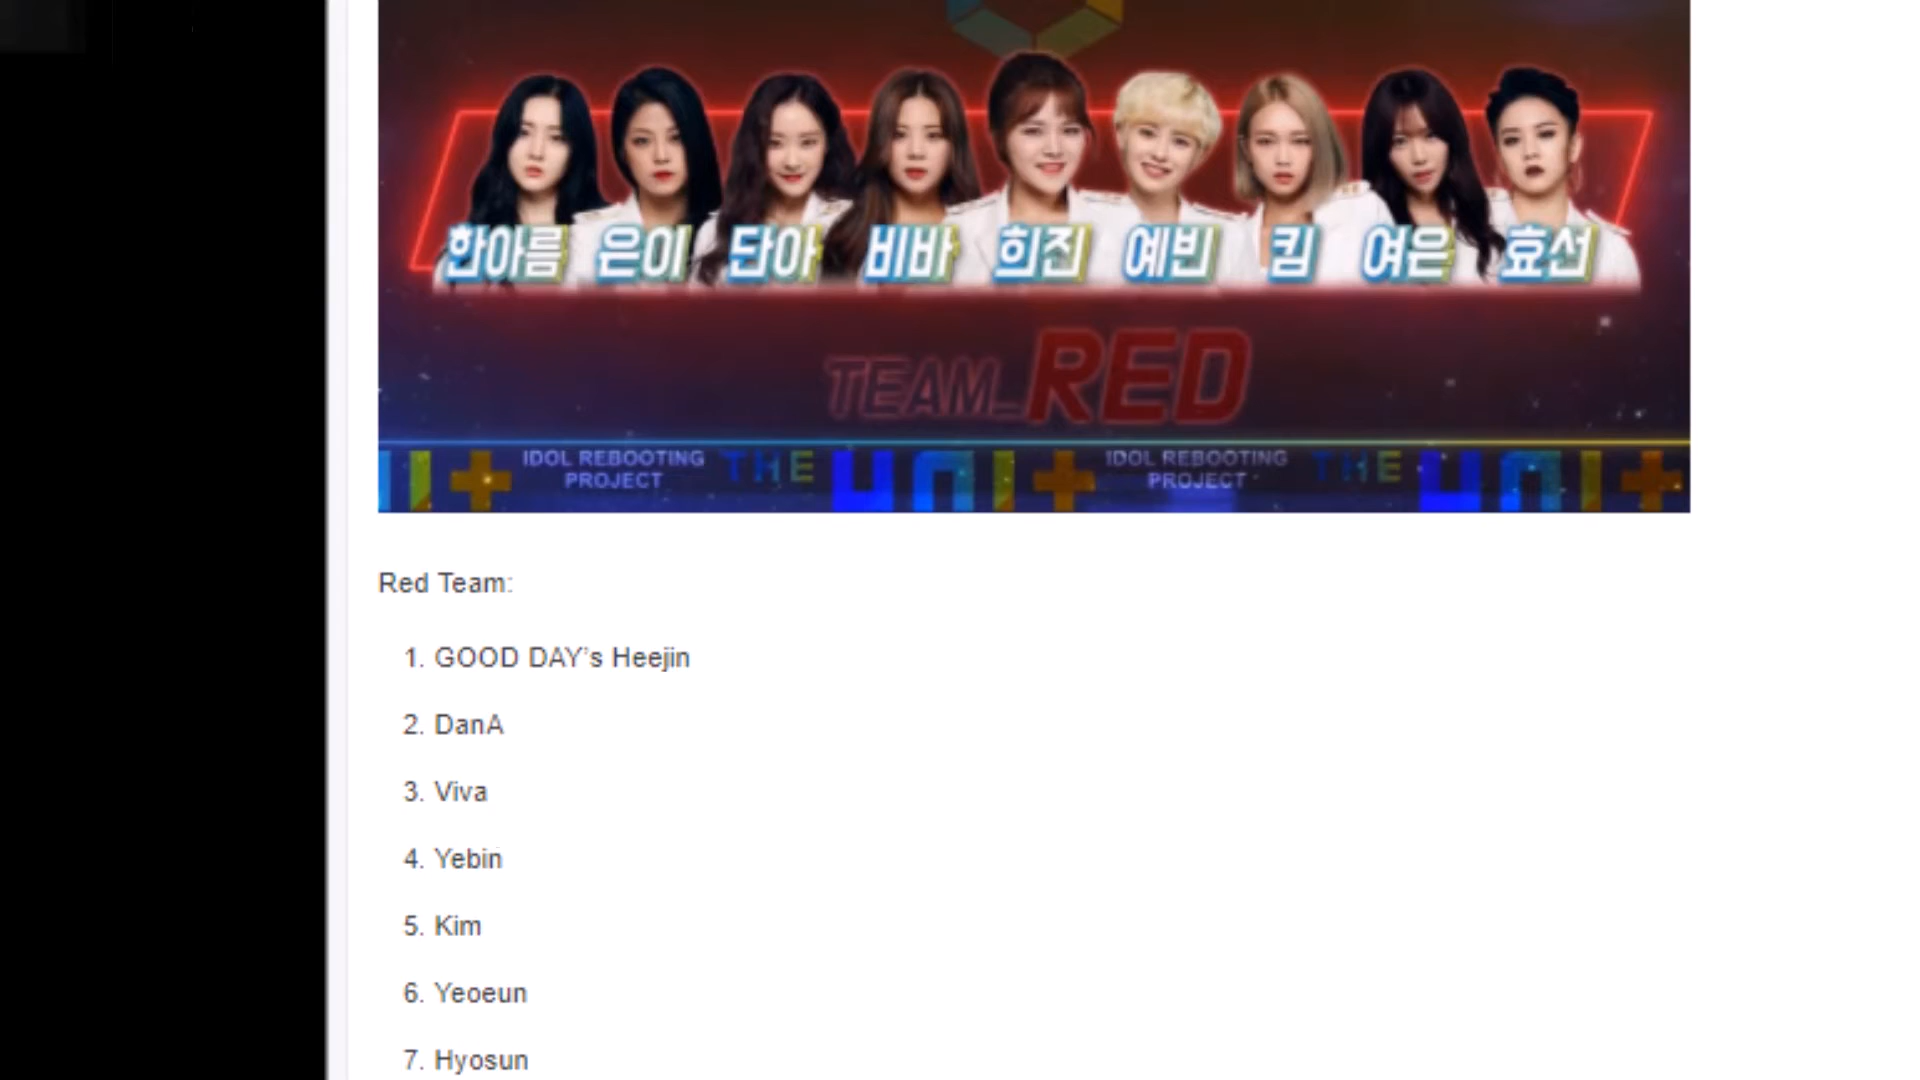 한아름 은이 단아 비바 희진 예빈 킴 여은 효선
TEAM_RED
IDOL REBOOTING PROJECT THE UNI+ IDOL REBOOTING PROJECT THE UNI+
Red Team:
1. GOOD DAY's Heejin
2. DanA
3. Viva
4. Yebin
5. Kim
6. Yeoeun
7. Hyosun